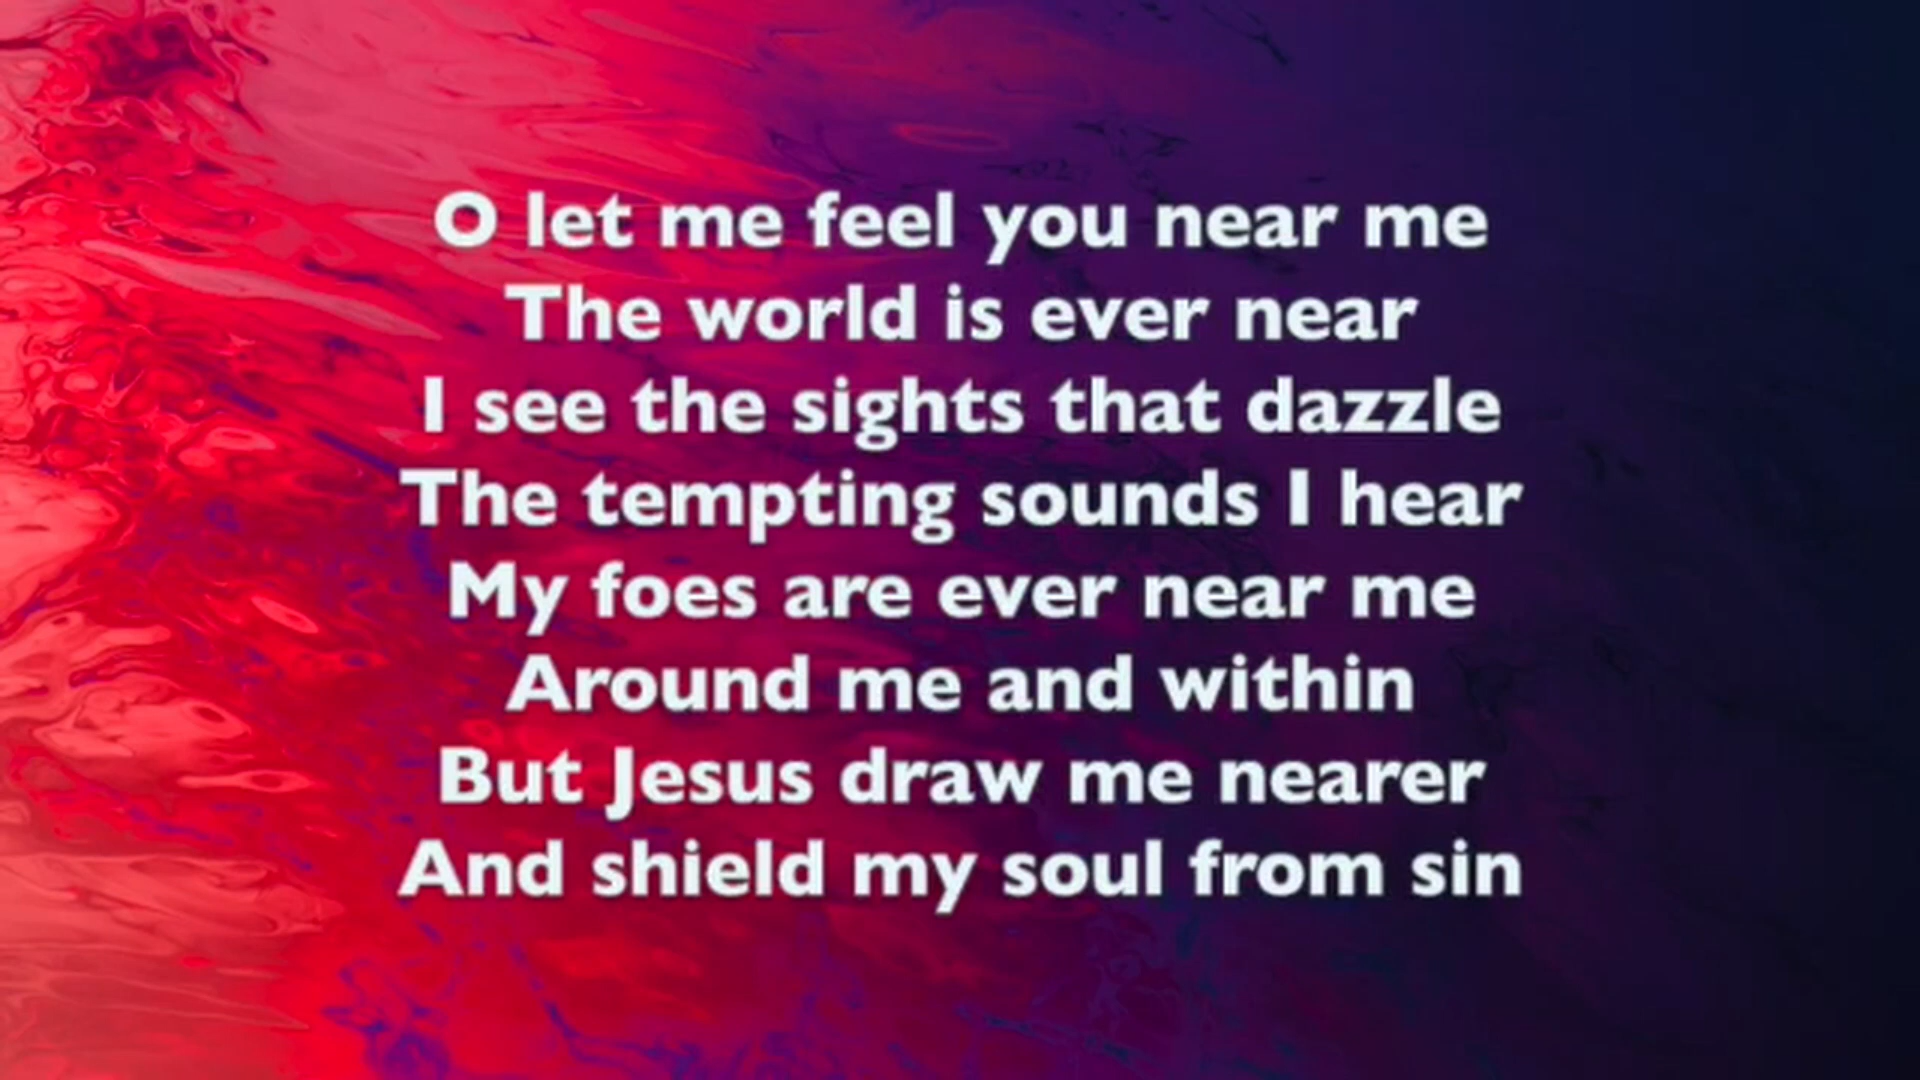 O let me feel you near me
The world is ever near
I see the sights that dazzle
The tempting sounds I hear
My foes are ever near me
Around me and within
But Jesus draw me nearer
And shield my soul from sin